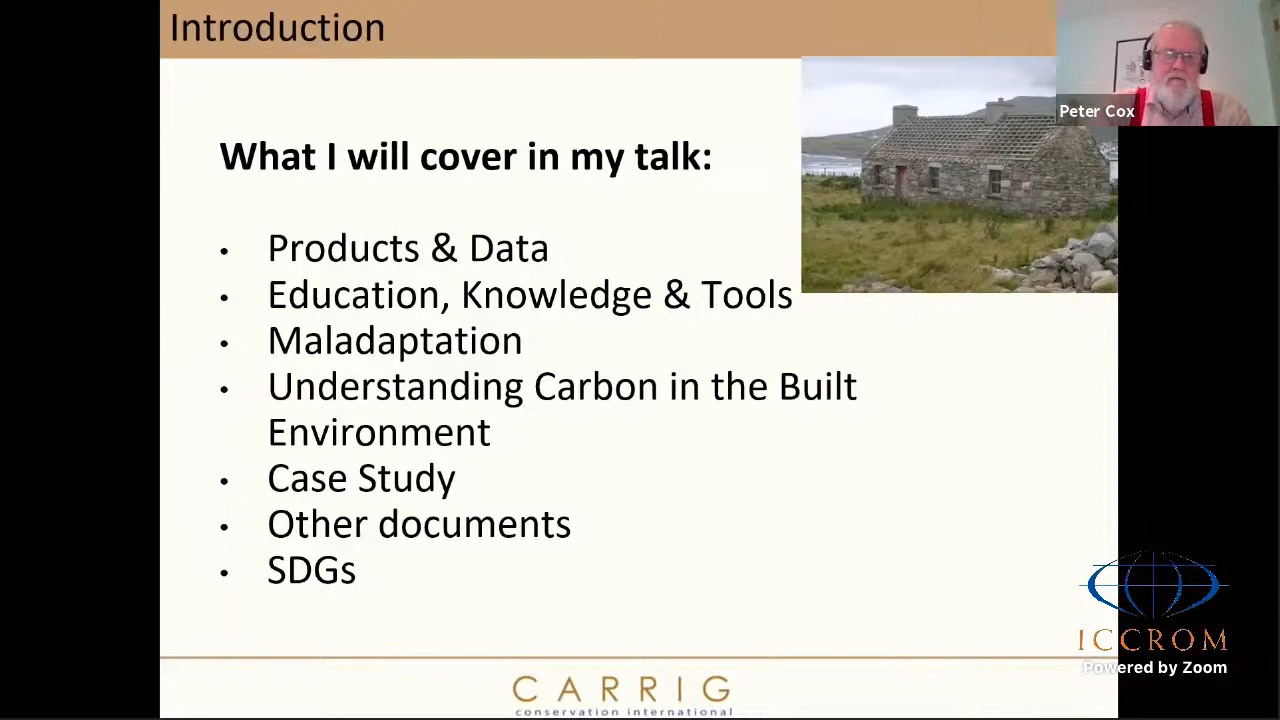 Introduction
Peter Cox
What I will cover in my talk:
• Products & Data
• Education, Knowledge & Tools
• Maladaptation
• Understanding Carbon in the Built
Environment
• Case Study
• Other documents
• SDGs
ICCROM
Powered by Zoom
CARRIG
conservation international